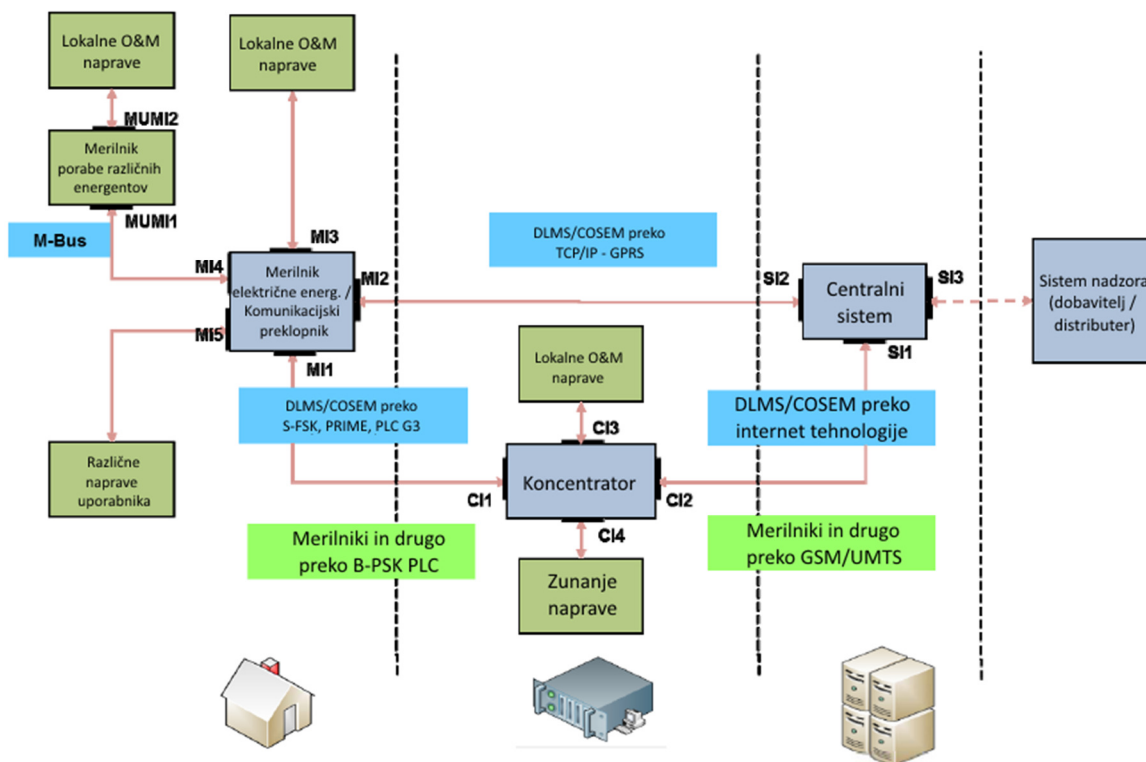 Lokalne O&M
naprave
MUMI2
Merilnik
porabe različnih
energentov
MUMI1
M-Bus
Lokalne O&M
naprave
MI3
MI4
Merilnik
električne energ. /
Komunikacijski
preklopnik
MI2
MI5
MI1
DLMS/COSEM preko
TCP/IP - GPRS
SI2
Centralni
sistem
SI3
SI1
Sistem nadzora
(dobavitelj /
distributer)
Lokalne O&M
naprave
DLMS/COSEM preko
S-FSK, PRIME, PLC G3
DLMS/COSEM preko
internet tehnologije
CI3
Različne
naprave
uporabnika
CI1
Koncentrator
CI2
CI4
Merilniki in drugo
preko B-PSK PLC
Merilniki in drugo
preko GSM/UMTS
Zunanje
naprave